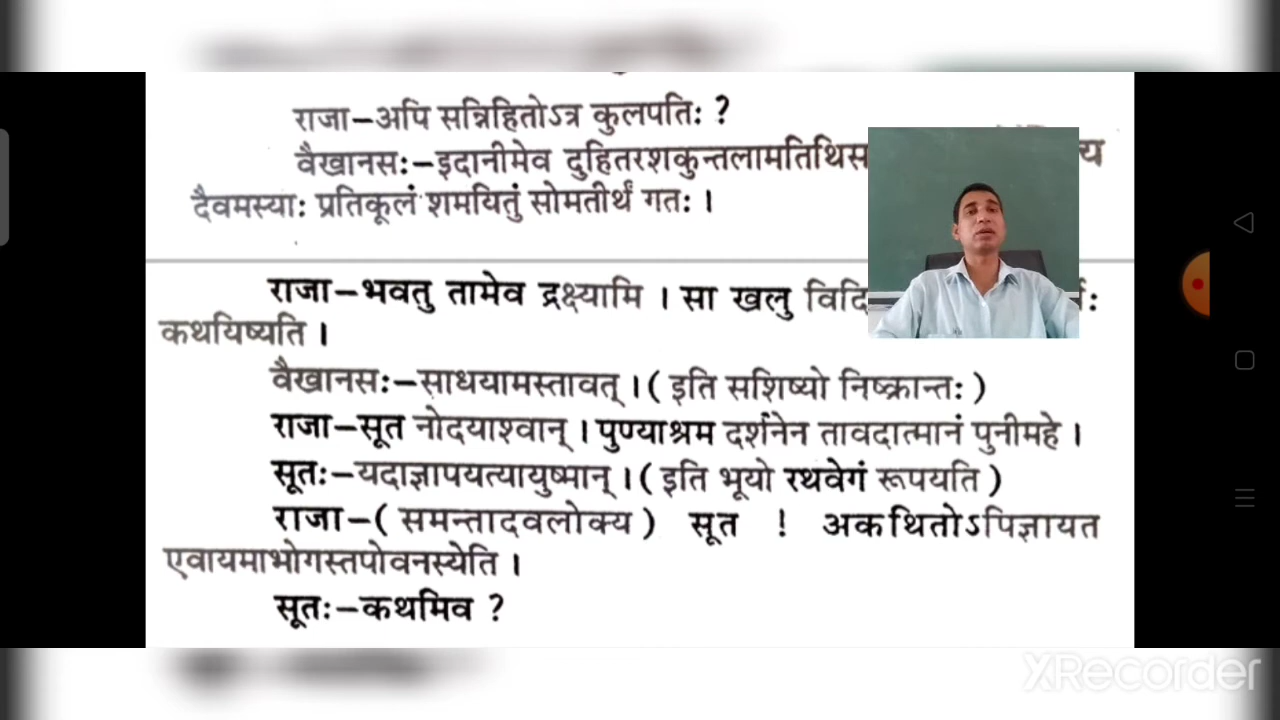 राजा–अपि सन्निहितोऽत्र कुलपतिः ?
वैखानसः–इदानीमेव दुहितरशकुन्तलामतिथिस य
दैवमस्याः प्रतिकूलं शमयितुं सोमतीर्थं गतः ।
राजा–भवतु तामेव द्रक्ष्यामि । सा खलु विदि
कथयिष्यति ।
वैखानसः–साधयामस्तावत् । ( इति सशिष्यो निष्क्रान्तः )
राजा–सूत नोदयाश्वान् । पुण्याश्रम दर्शनेन तावदात्मानं पुनीमहे ।
सूतः–यदाज्ञापयत्यायुष्मान् । ( इति भूयो रथवेगं रूपयति )
राजा–( समन्तादवलोक्य ) सूत ! अकथितोऽपिज्ञायत
एवायमाभोगस्तपोवनस्येति ।
सूतः–कथमिव ?
XRecorder